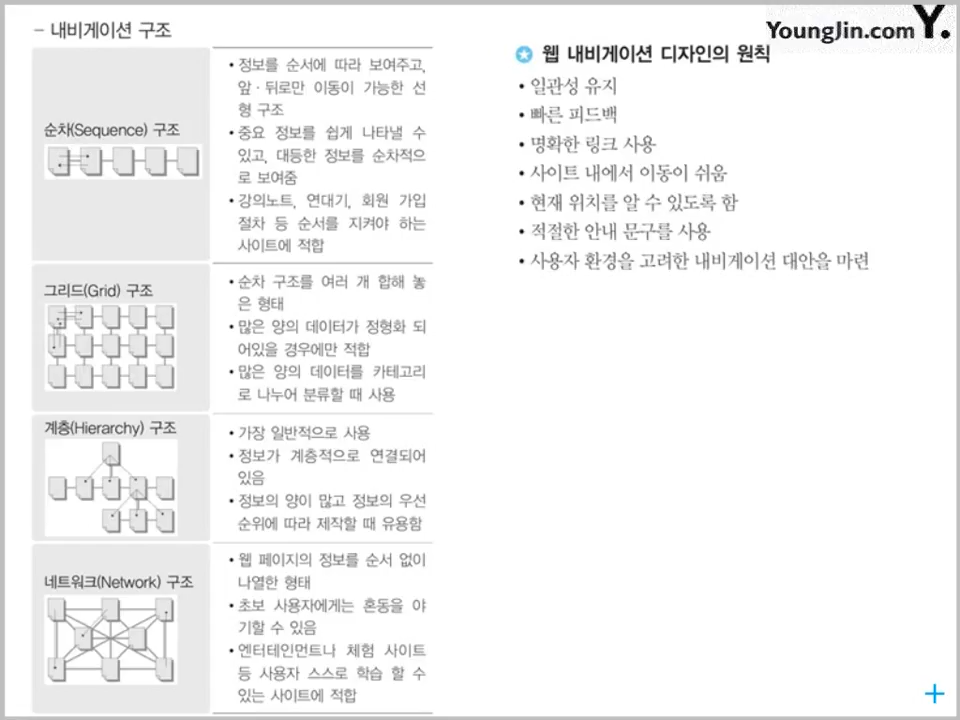 – 내비게이션 구조
순차(Sequence) 구조
• 정보를 순서에 따라 보여주고,
앞·뒤로만 이동이 가능한 선
형 구조
• 중요 정보를 쉽게 나타낼 수
있고, 대등한 정보를 순차적으
로 보여줌
• 강의노트, 연대기, 회원 가입
절차 등 순서를 지켜야 하는
사이트에 적합
그리드(Grid) 구조
• 순차 구조를 여러 개 합해 놓
은 형태
• 많은 양의 데이터가 정형화 되
어있을 경우에만 적합
• 많은 양의 데이터를 카테고리
로 나누어 분류할 때 사용
계층(Hierarchy) 구조
• 가장 일반적으로 사용
• 정보가 계층적으로 연결되어
있음
• 정보의 양이 많고 정보의 우선
순위에 따라 제작할 때 유용함
네트워크(Network) 구조
• 웹 페이지의 정보를 순서 없이
나열한 형태
• 초보 사용자에게는 혼동을 야
기할 수 있음
• 엔터테인먼트나 체험 사이트
등 사용자 스스로 학습 할 수
있는 사이트에 적합
YoungJin.com Y.
웹 내비게이션 디자인의 원칙
• 일관성 유지
• 빠른 피드백
• 명확한 링크 사용
• 사이트 내에서 이동이 쉬움
• 현재 위치를 알 수 있도록 함
• 적절한 안내 문구를 사용
• 사용자 환경을 고려한 내비게이션 대안을 마련